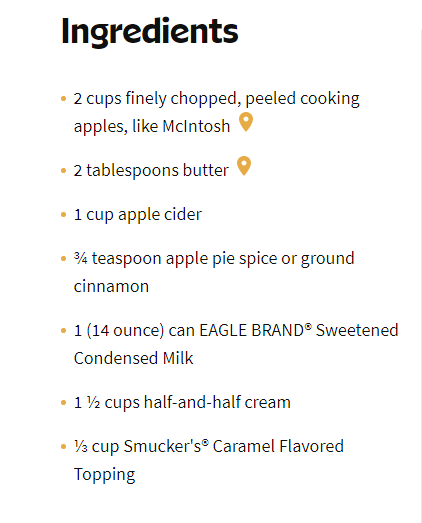 Ingredients
2 cups finely chopped, peeled cooking
apples, like McIntosh
2 tablespoons butter
1 cup apple cider
¾ teaspoon apple pie spice or ground
cinnamon
1 (14 ounce) can EAGLE BRAND® Sweetened
Condensed Milk
1 ½ cups half-and-half cream
⅓ cup Smucker's® Caramel Flavored
Topping